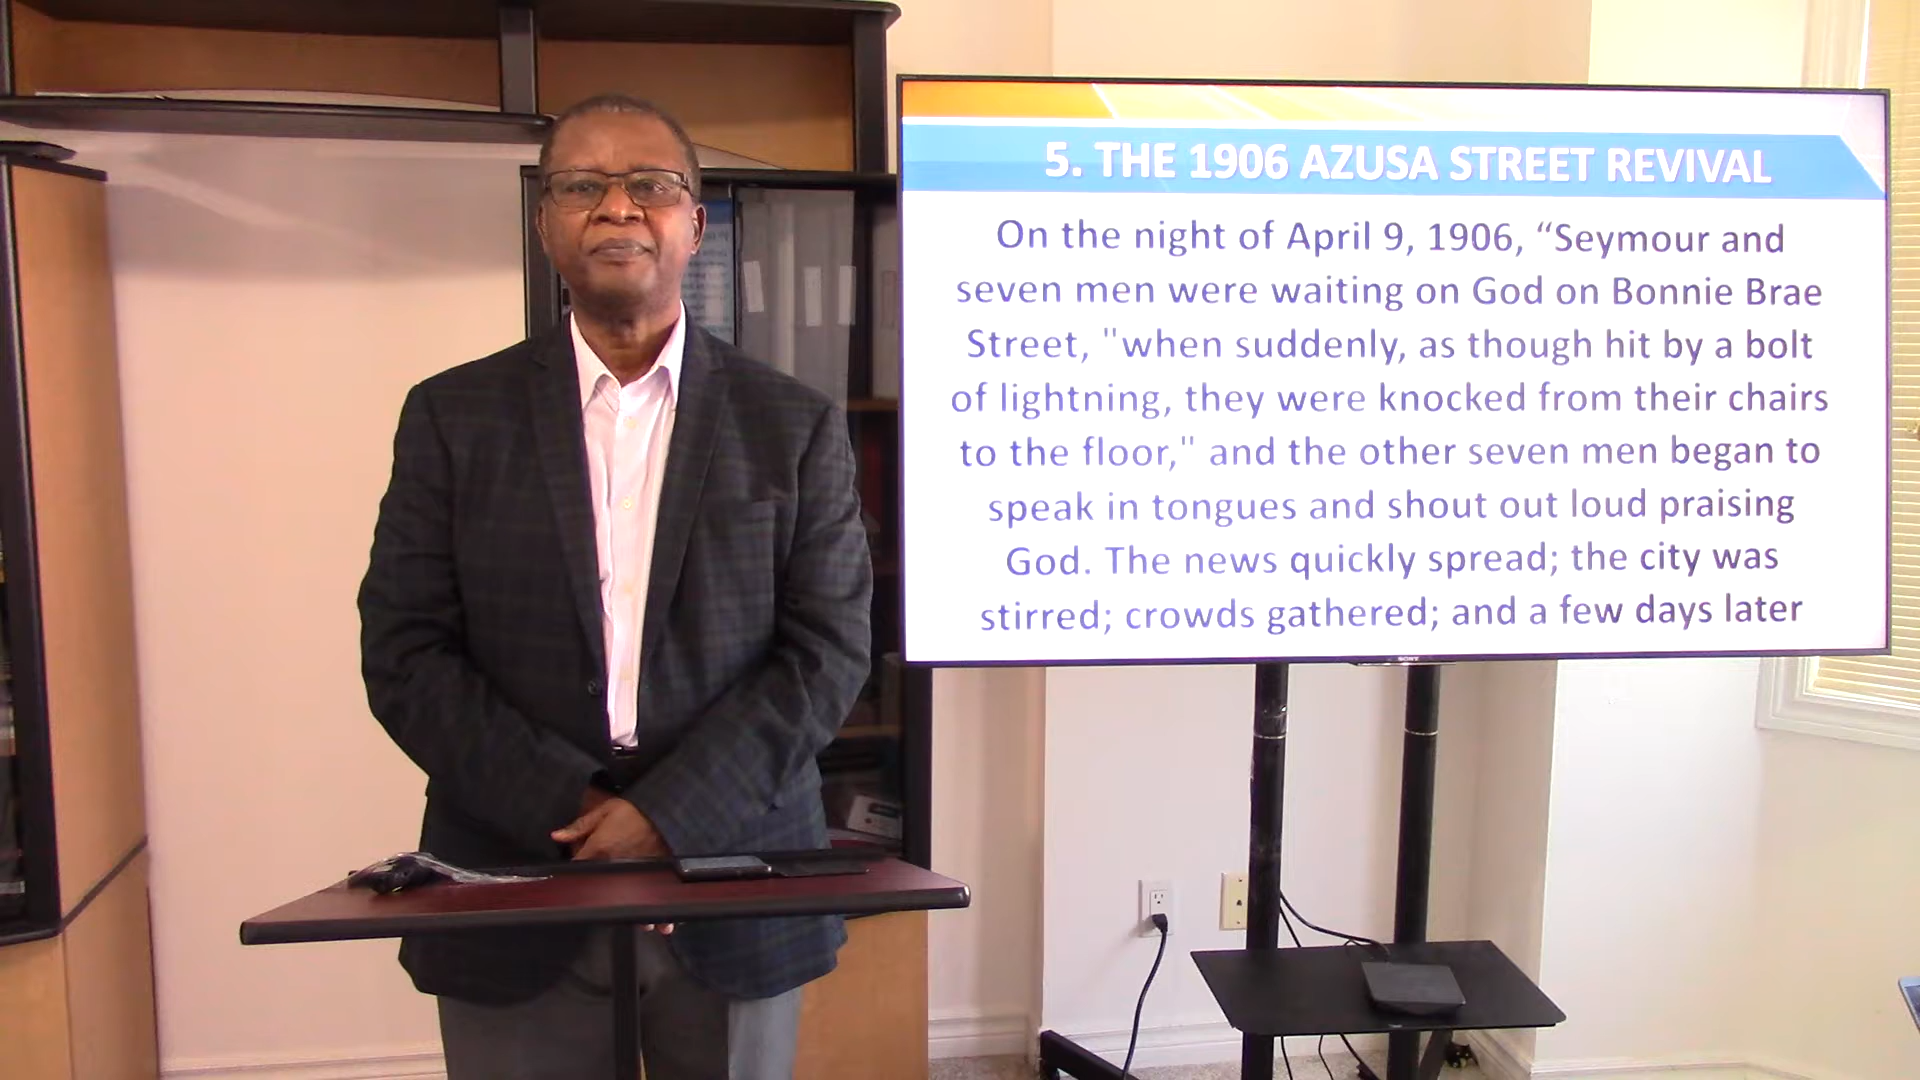 5. THE 1906 AZUSA STREET REVIVAL
On the night of April 9, 1906, “Seymour and
seven men were waiting on God on Bonnie Brae
Street, "when suddenly, as though hit by a bolt
of lightning, they were knocked from their chairs
to the floor," and the other seven men began to
speak in tongues and shout out loud praising
God. The news quickly spread; the city was
stirred; crowds gathered; and a few days later
SONY